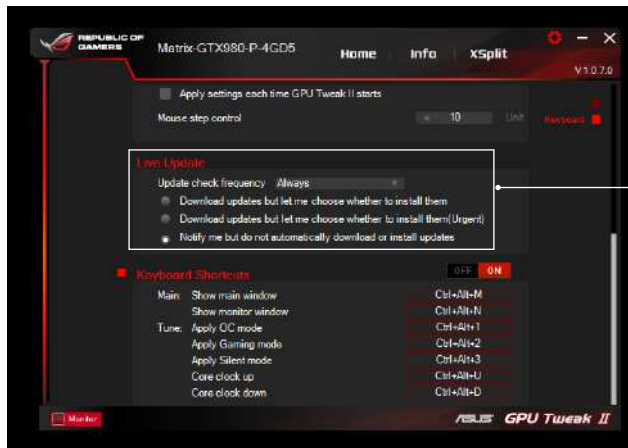 REPUBLIC OF
GAMERS
Matrix-GTX980-P-4GD5
Home Info XSplit
V1.0.7.0
Apply settings each time GPU Tweak II starts
Mouse step control 10 Unit
Keyboard
Live Update
Update check frequency Always
Download updates but let me choose whether to install them
Download updates but let me choose whether to install them(Urgent)
Notify me but do not automatically download or install updates
Keyboard Shortcuts OFF ON
Main: Show main window Ctrl+Alt+M
Show monitor window Ctrl+Alt+N
Tune: Apply OC mode Ctrl+Alt+1
Apply Gaming mode Ctrl+Alt+2
Apply Silent mode Ctrl+Alt+3
Core clock up Ctrl+Alt+U
Core clock down Ctrl+Alt+D
Monitor
ASUS GPU Tweak II